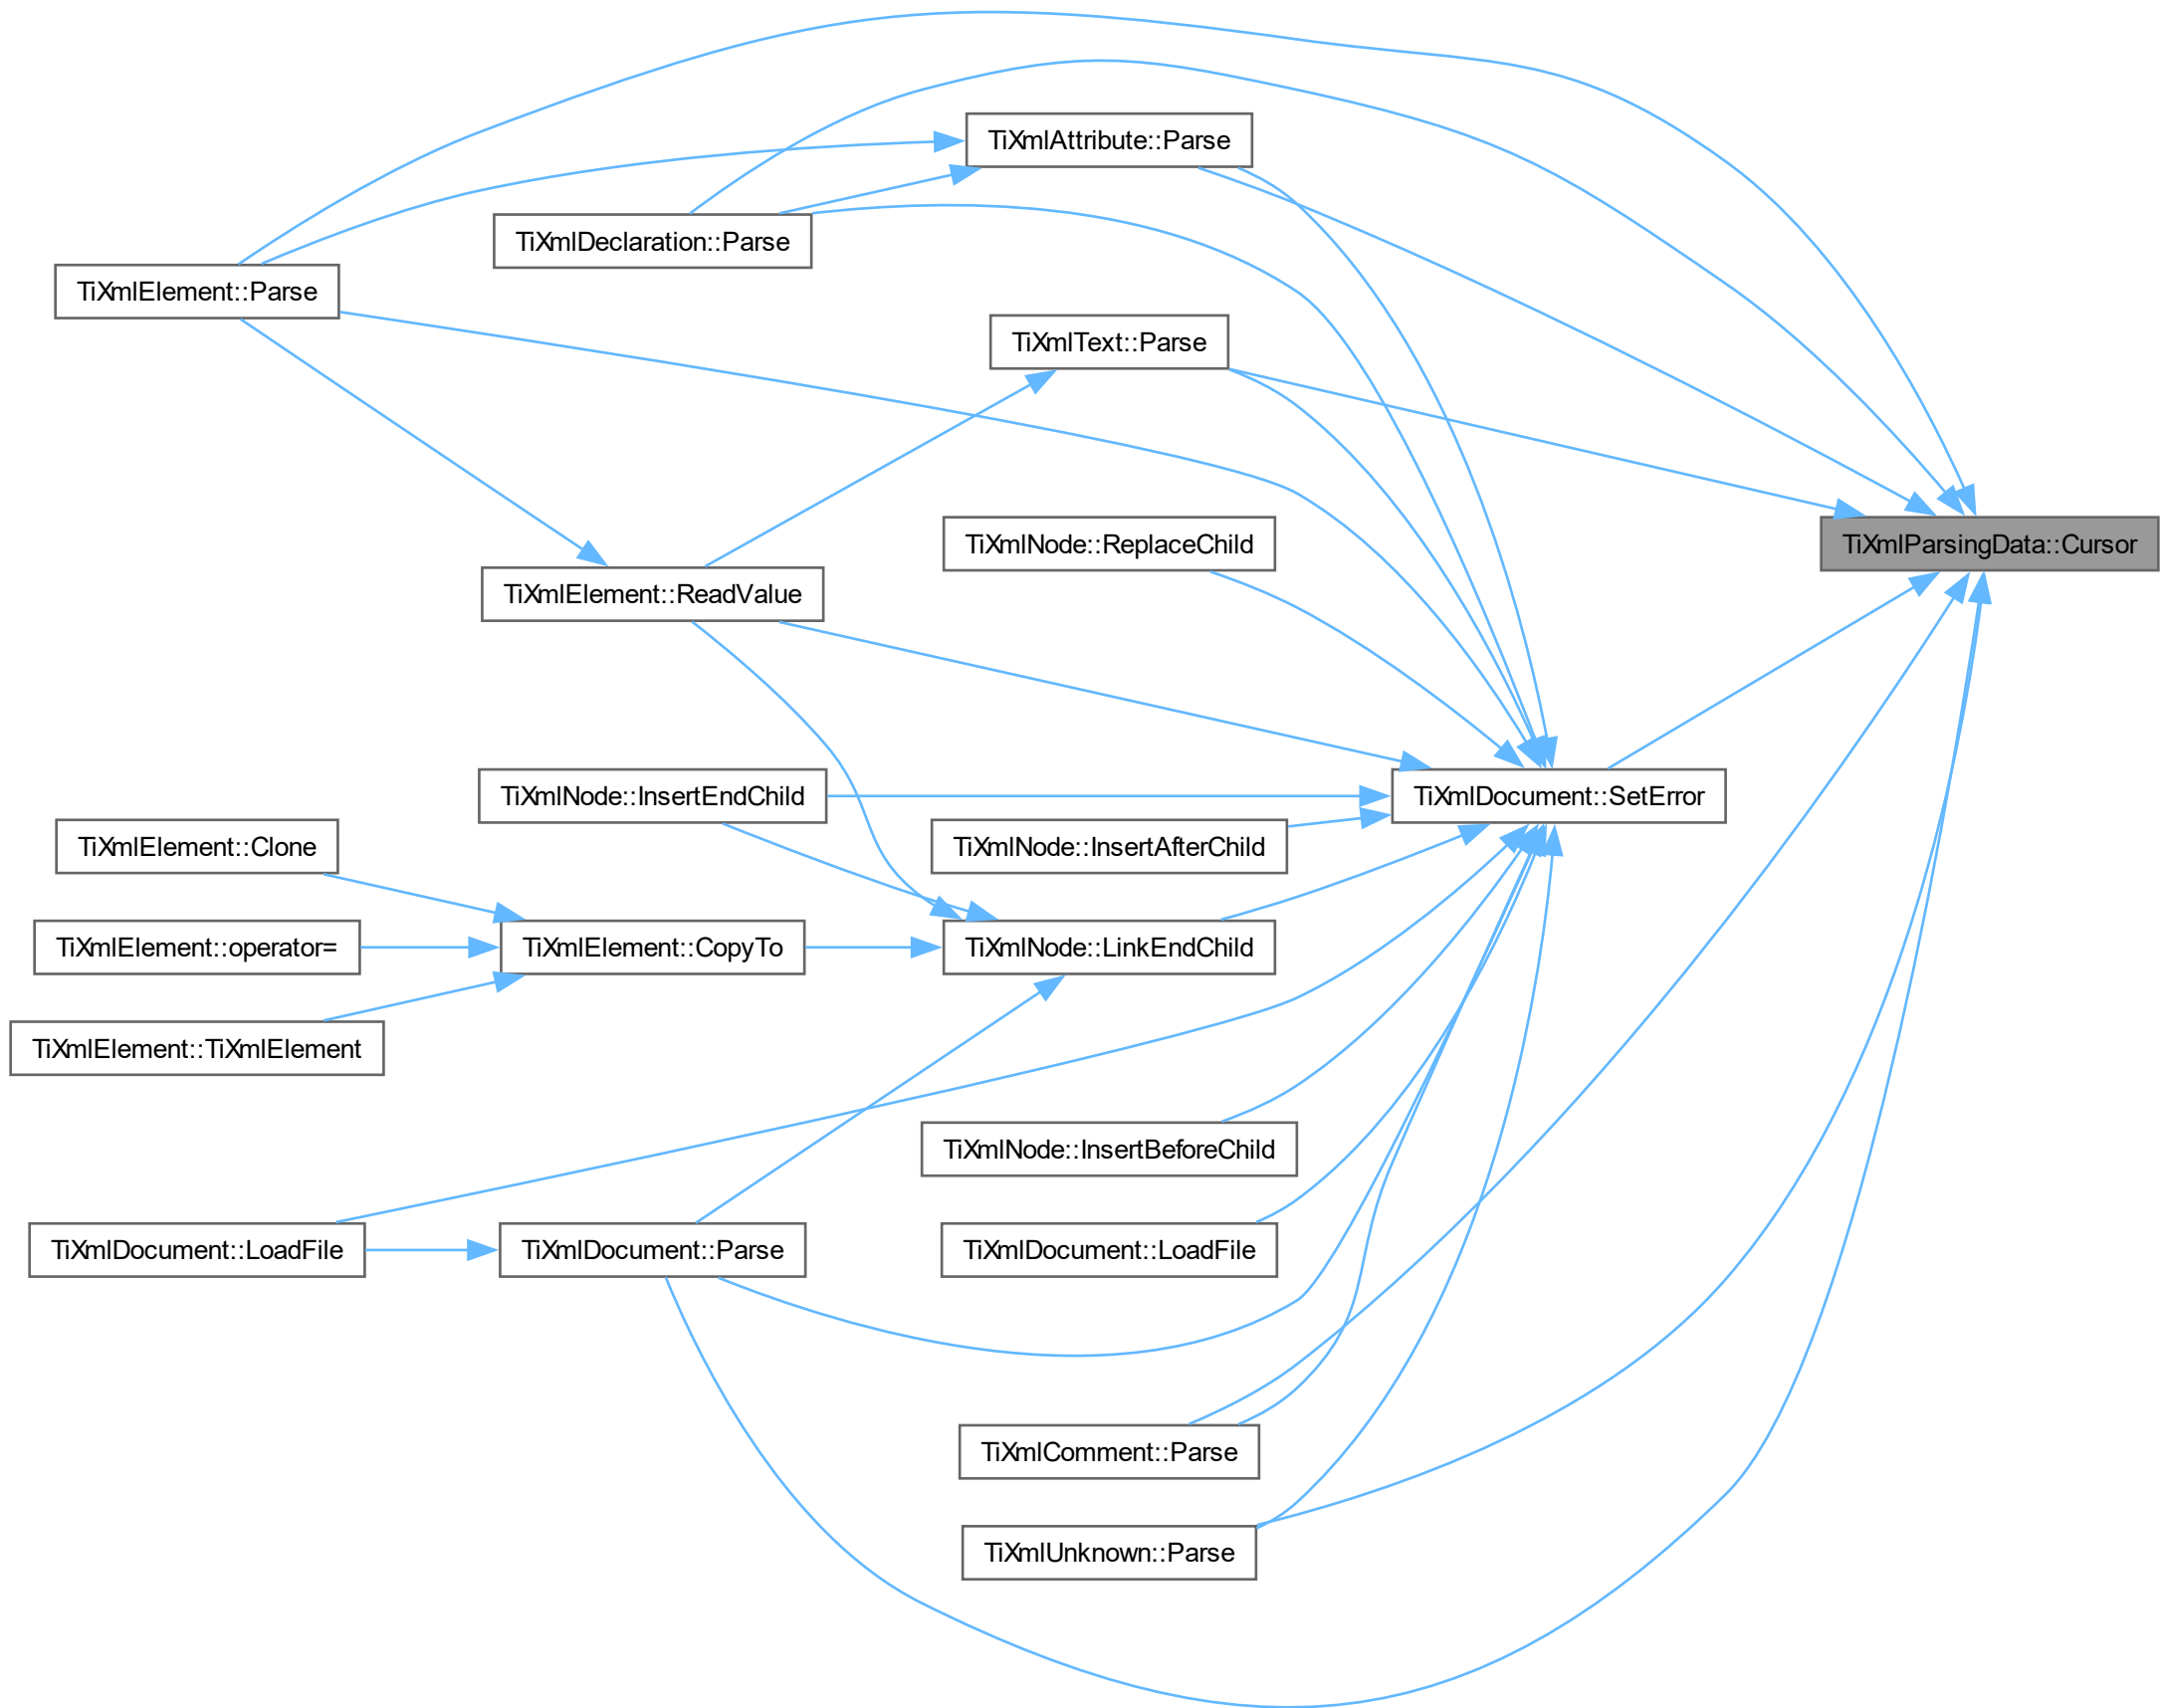 TiXmlAttribute::Parse
TiXmlDeclaration::Parse
TiXmlElement::Parse
TiXmlText::Parse
TiXmlNode::ReplaceChild
TiXmlParsingData::Cursor
TiXmlElement::ReadValue
TiXmlNode::InsertEndChild
TiXmlDocument::SetError
TiXmlElement::Clone
TiXmlNode::InsertAfterChild
TiXmlElement::operator=
TiXmlElement::CopyTo
TiXmlNode::LinkEndChild
TiXmlElement::TiXmlElement
TiXmlNode::InsertBeforeChild
TiXmlDocument::LoadFile
TiXmlDocument::Parse
TiXmlDocument::LoadFile
TiXmlComment::Parse
TiXmlUnknown::Parse